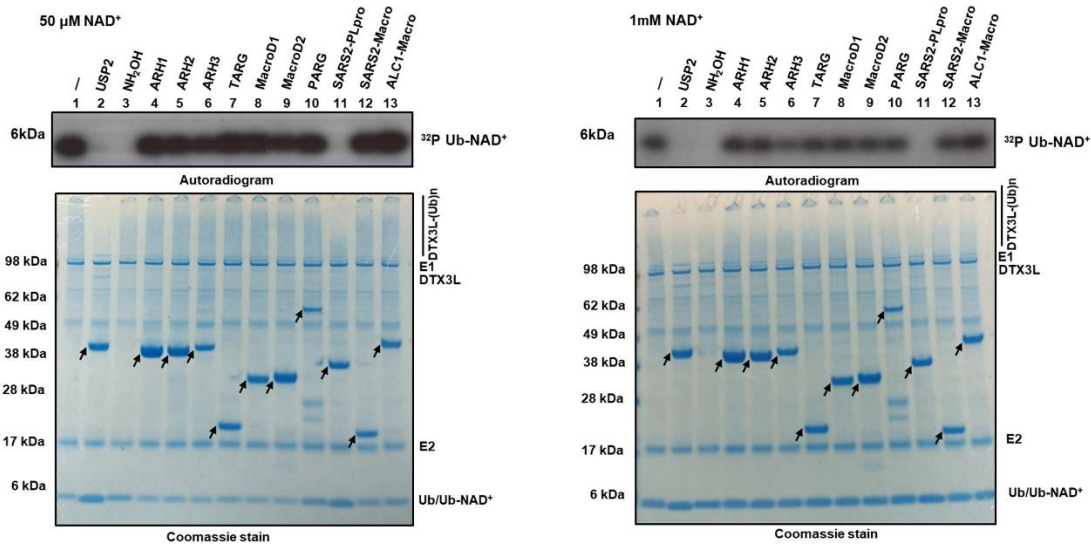 50 µM NAD⁺
/ USP2 NH₂OH ARH1 ARH2 ARH3 TARG MacroD1 MacroD2 PARG SARS2-PLpro SARS2-Macro ALC1-Macro
1 2 3 4 5 6 7 8 9 10 11 12 13
6kDa
³²P Ub-NAD⁺
Autoradiogram
DTX3L-(Ub)n
98 kDa
E1
DTX3L
62 kDa
49 kDa
38 kDa
28 kDa
17 kDa
E2
6 kDa
Ub/Ub-NAD⁺
Coomassie stain
1mM NAD⁺
/ USP2 NH₂OH ARH1 ARH2 ARH3 TARG MacroD1 MacroD2 PARG SARS2-PLpro SARS2-Macro ALC1-Macro
1 2 3 4 5 6 7 8 9 10 11 12 13
6kDa
³²P Ub-NAD⁺
Autoradiogram
DTX3L-(Ub)n
E1
98 kDa
DTX3L
62 kDa
49 kDa
38 kDa
28 kDa
17 kDa
E2
6 kDa
Ub/Ub-NAD⁺
Coomassie stain